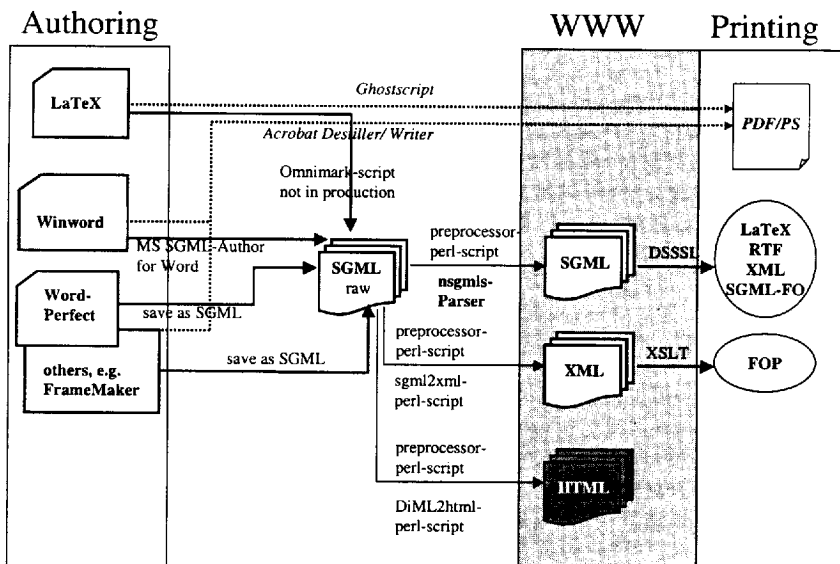 Authoring
WWW
Printing
LaTeX
Ghostscript
PDF/PS
Acrobat Destiller/ Writer
Omnimark-script
not in production
Winword
MS SGML-Author
for Word
SGML
raw
preprocessor-
perl-script
nsgmls-
Parser
SGML
DSSSL
LaTeX
RTF
XML
SGML-FO
Word-
Perfect
save as SGML
others, e.g.
FrameMaker
save as SGML
preprocessor-
perl-script
sgml2xml-
perl-script
XML
XSLT
FOP
preprocessor-
perl-script
DiML2html-
perl-script
HTML